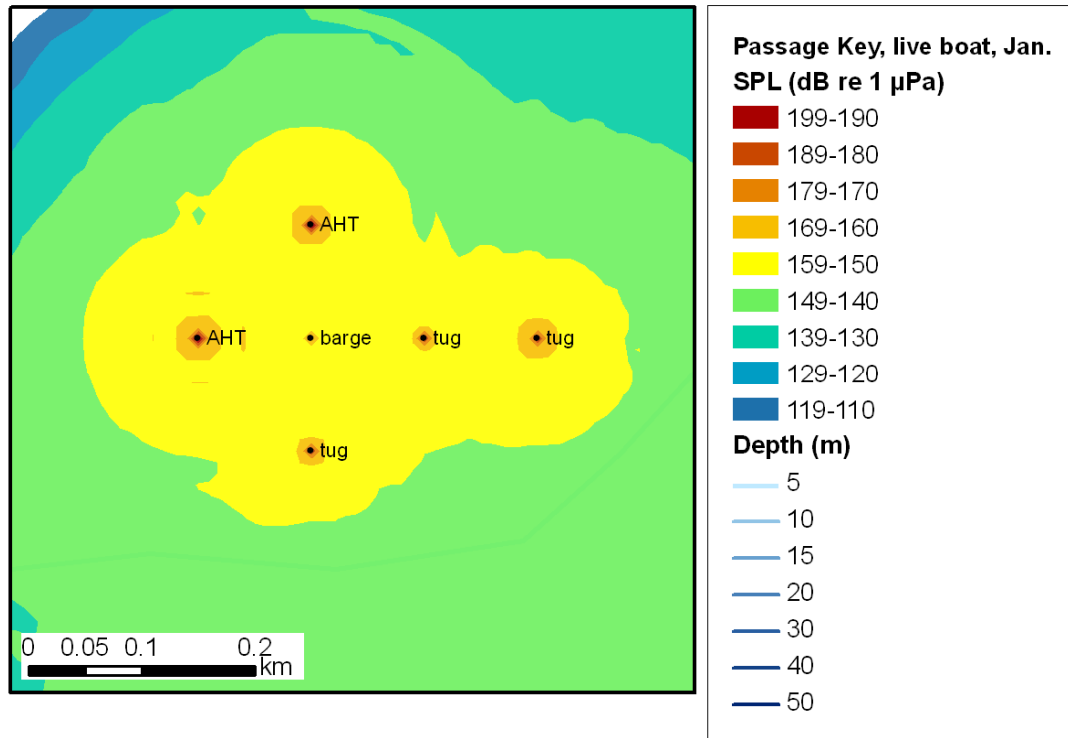 AHT
AHT
barge
tug
tug
tug
0 0.05 0.1 0.2
km
Passage Key, live boat, Jan.
SPL (dB re 1 µPa)
199-190
189-180
179-170
169-160
159-150
149-140
139-130
129-120
119-110
Depth (m)
5
10
15
20
30
40
50